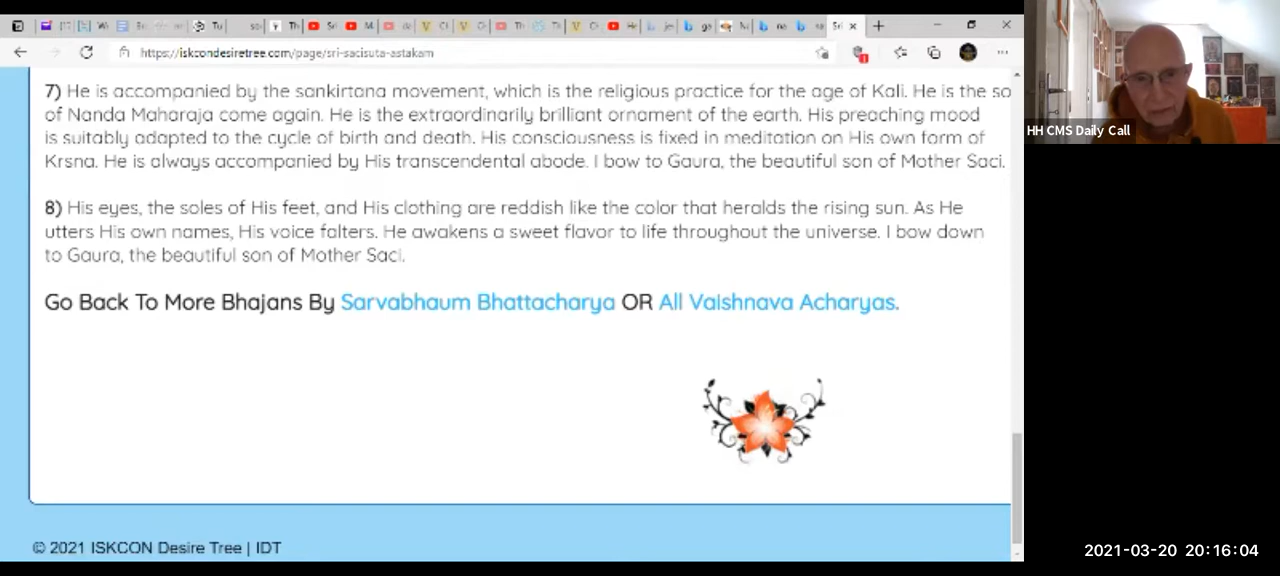 https://iskcondesiretree.com/page/sri-sacisuta-astakam
7) He is accompanied by the sankirtana movement, which is the religious practice for the age of Kali. He is the so
of Nanda Maharaja come again. He is the extraordinarily brilliant ornament of the earth. His preaching mood
is suitably adapted to the cycle of birth and death. His consciousness is fixed in meditation on His own form of
Krsna. He is always accompanied by His transcendental abode. I bow to Gaura, the beautiful son of Mother Saci.
8) His eyes, the soles of His feet, and His clothing are reddish like the color that heralds the rising sun. As He
utters His own names, His voice falters. He awakens a sweet flavor to life throughout the universe. I bow down
to Gaura, the beautiful son of Mother Saci.
Go Back To More Bhajans By Sarvabhaum Bhattacharya OR All Vaishnava Acharyas.
© 2021 ISKCON Desire Tree | IDT
HH CMS Daily Call
2021-03-20 20:16:04